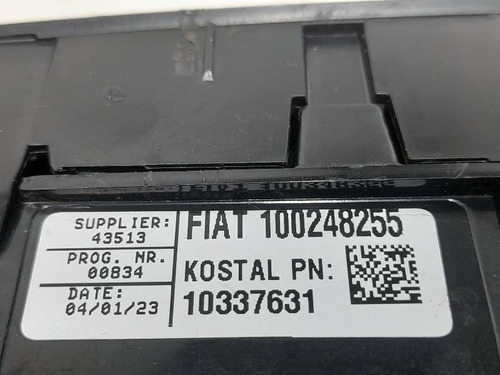 SUPPLIER:
43513
PROG. NR.
00834
DATE:
04/01/23
FIAT 100248255
KOSTAL PN:
10337631